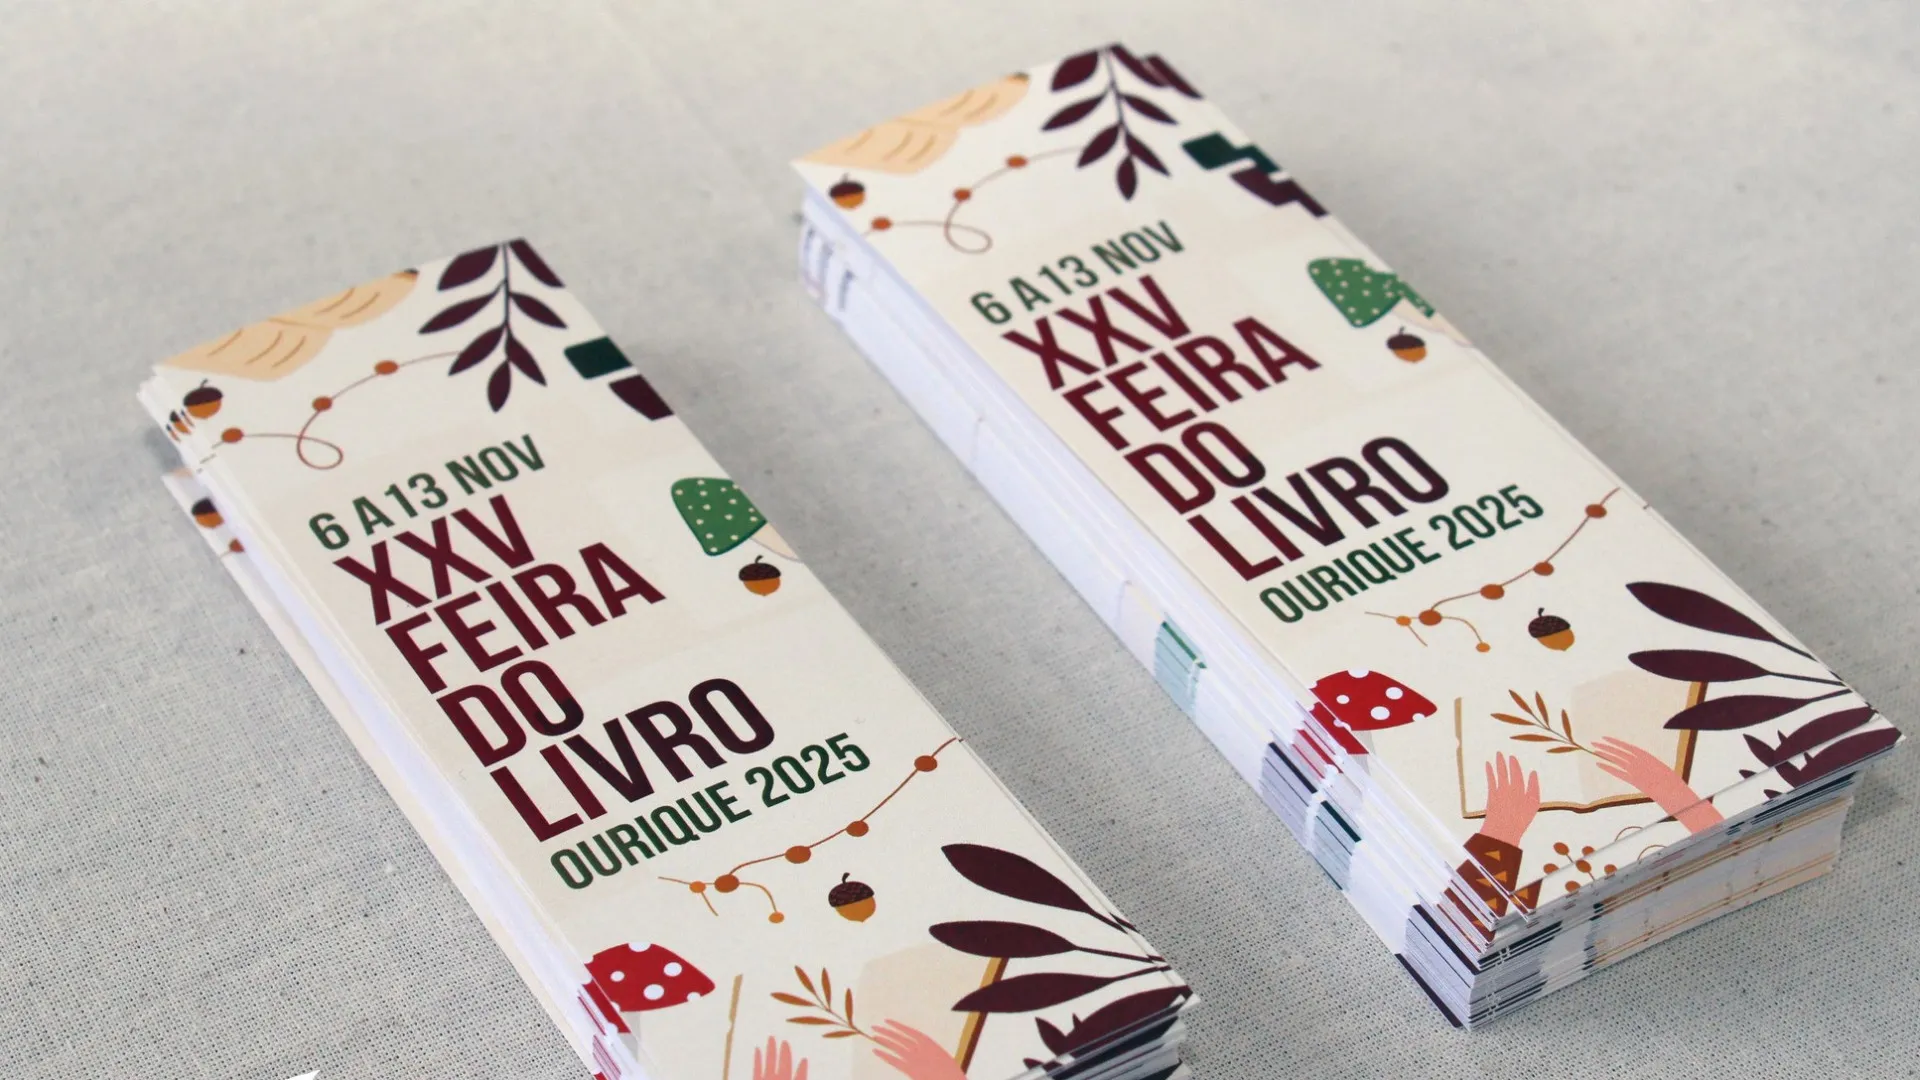 6 A 13 NOV
XXV
FEIRA
DO
LIVRO
OURIQUE 2025
6 A 13 NOV
XXV
FEIRA
DO
LIVRO
OURIQUE 2025